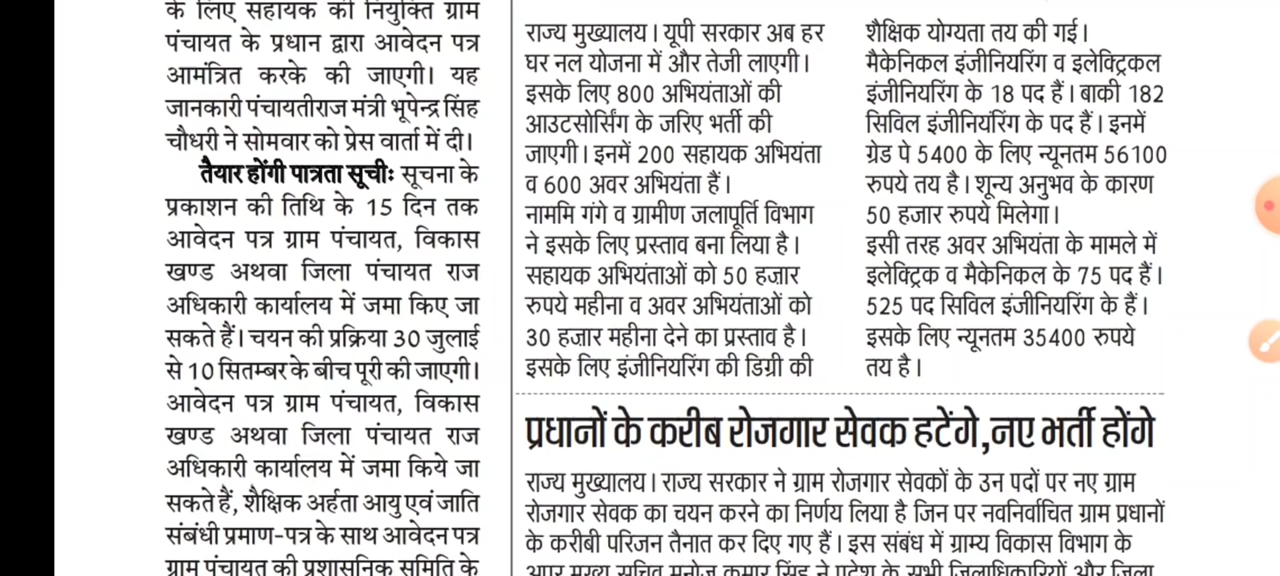 के लिए सहायक की नियुक्ति ग्राम
पंचायत के प्रधान द्वारा आवेदन पत्र
आमंत्रित करके की जाएगी। यह
जानकारी पंचायतीराज मंत्री भूपेन्द्र सिंह
चौधरी ने सोमवार को प्रेस वार्ता में दी।
तैयार होंगी पात्रता सूचीः सूचना के
प्रकाशन की तिथि के 15 दिन तक
आवेदन पत्र ग्राम पंचायत, विकास
खण्ड अथवा जिला पंचायत राज
अधिकारी कार्यालय में जमा किए जा
सकते हैं। चयन की प्रक्रिया 30 जुलाई
से 10 सितम्बर के बीच पूरी की जाएगी।
आवेदन पत्र ग्राम पंचायत, विकास
खण्ड अथवा जिला पंचायत राज
अधिकारी कार्यालय में जमा किये जा
सकते हैं, शैक्षिक अर्हता आयु एवं जाति
संबंधी प्रमाण-पत्र के साथ आवेदन पत्र
ग्राम पंचायत की प्रशासनिक समिति के
राज्य मुख्यालय। यूपी सरकार अब हर
घर नल योजना में और तेजी लाएगी।
इसके लिए 800 अभियंताओं की
आउटसोर्सिंग के जरिए भर्ती की
जाएगी। इनमें 200 सहायक अभियंता
व 600 अवर अभियंता हैं।
नाममि गंगे व ग्रामीण जलापूर्ति विभाग
ने इसके लिए प्रस्ताव बना लिया है।
सहायक अभियंताओं को 50 हजार
रुपये महीना व अवर अभियंताओं को
30 हजार महीना देने का प्रस्ताव है।
इसके लिए इंजीनियरिंग की डिग्री की
शैक्षिक योग्यता तय की गई।
मैकेनिकल इंजीनियरिंग व इलेक्ट्रिकल
इंजीनियरिंग के 18 पद हैं। बाकी 182
सिविल इंजीनियरिंग के पद हैं। इनमें
ग्रेड पे 5400 के लिए न्यूनतम 56100
रुपये तय है। शून्य अनुभव के कारण
50 हजार रुपये मिलेगा।
इसी तरह अवर अभियंता के मामले में
इलेक्ट्रिक व मैकेनिकल के 75 पद हैं।
525 पद सिविल इंजीनियरिंग के हैं।
इसके लिए न्यूनतम 35400 रुपये
तय है।
प्रधानों के करीब रोजगार सेवक हटेंगे,नए भर्ती होंगे
राज्य मुख्यालय। राज्य सरकार ने ग्राम रोजगार सेवकों के उन पदों पर नए ग्राम
रोजगार सेवक का चयन करने का निर्णय लिया है जिन पर नवनिर्वाचित ग्राम प्रधानों
के करीबी परिजन तैनात कर दिए गए हैं। इस संबंध में ग्राम्य विकास विभाग के
अपर मुख्य सचिव मनोज कुमार सिंह ने प्रदेश के सभी जिलाधिकारियों और जिला